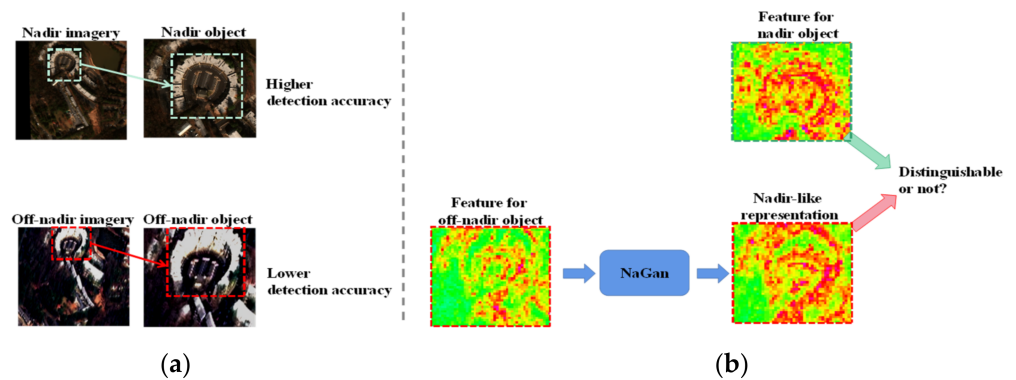 Nadir imagery
Nadir object
Higher
detection accuracy
Off-nadir imagery
Off-nadir object
Lower
detection accuracy
(a)
Feature for
nadir object
Feature for
off-nadir object
NaGan
Nadir-like
representation
Distinguishable
or not?
(b)